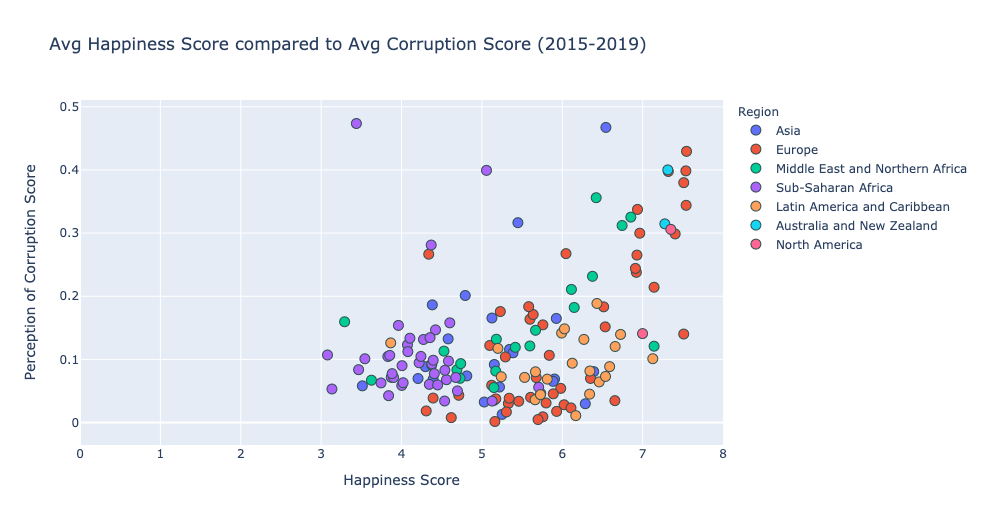 Avg Happiness Score compared to Avg Corruption Score (2015-2019)
Perception of Corruption Score
0.5
0.4
0.3
0.2
0.1
0
0 1 2 3 4 5 6 7 8
Happiness Score
Region
Asia
Europe
Middle East and Northern Africa
Sub-Saharan Africa
Latin America and Caribbean
Australia and New Zealand
North America